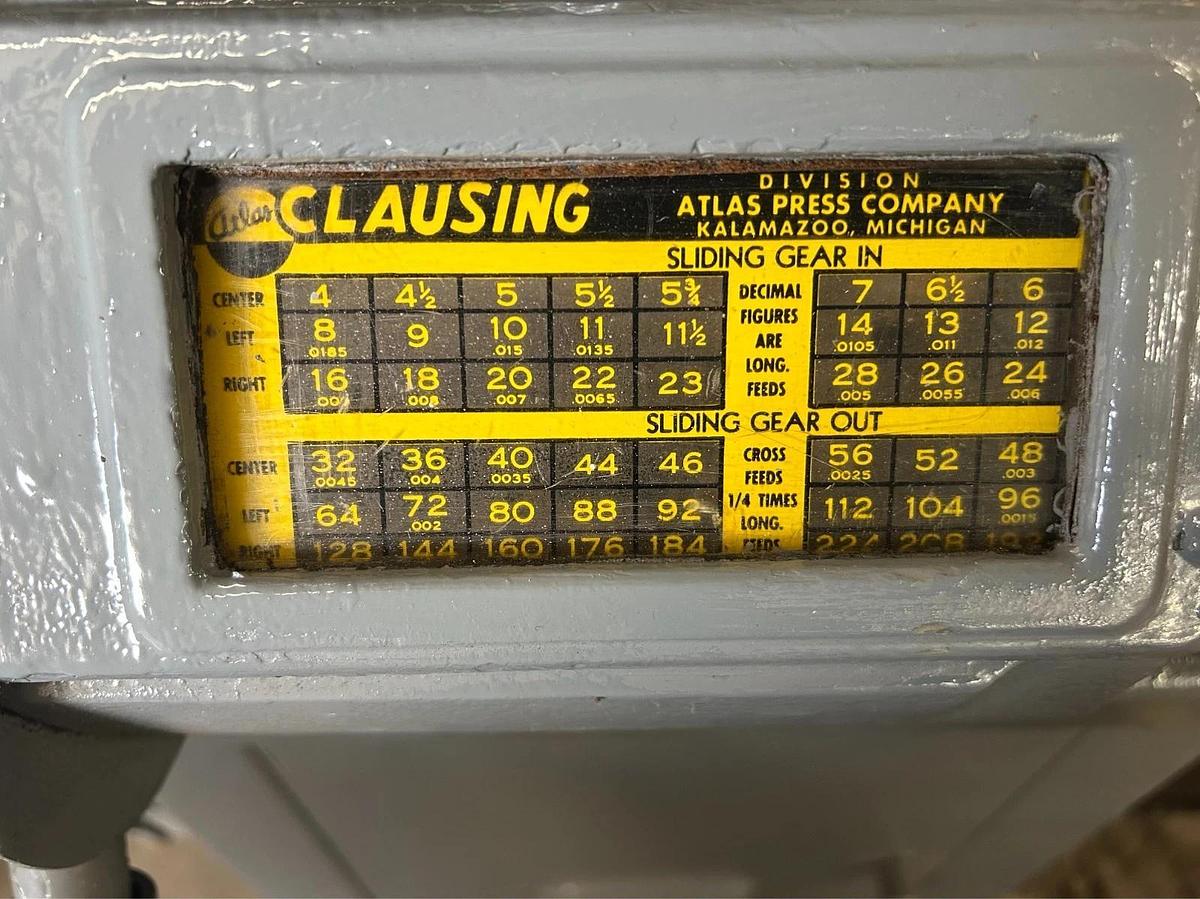 Atlas CLAUSING
DIVISION
ATLAS PRESS COMPANY
KALAMAZOO, MICHIGAN
SLIDING GEAR IN
CENTER 4 4½ 5 5½ 5¾ DECIMAL 7 6½ 6
LEFT 8 9 10 11 11½ FIGURES ARE 14 13 12
.0185 .015 .0135 .0105 .011 .012
RIGHT 16 18 20 22 23 LONG. FEEDS 28 26 24
.009 .008 .007 .0065 .005 .0055 .006
SLIDING GEAR OUT
CENTER 32 36 40 44 46 CROSS FEEDS 56 52 48
.0045 .004 .0035 .0025 .003
LEFT 64 72 80 88 92 1/4 TIMES LONG. 112 104 96
.002 .0015
RIGHT 128 144 160 176 184 FEEDS 224 208 192